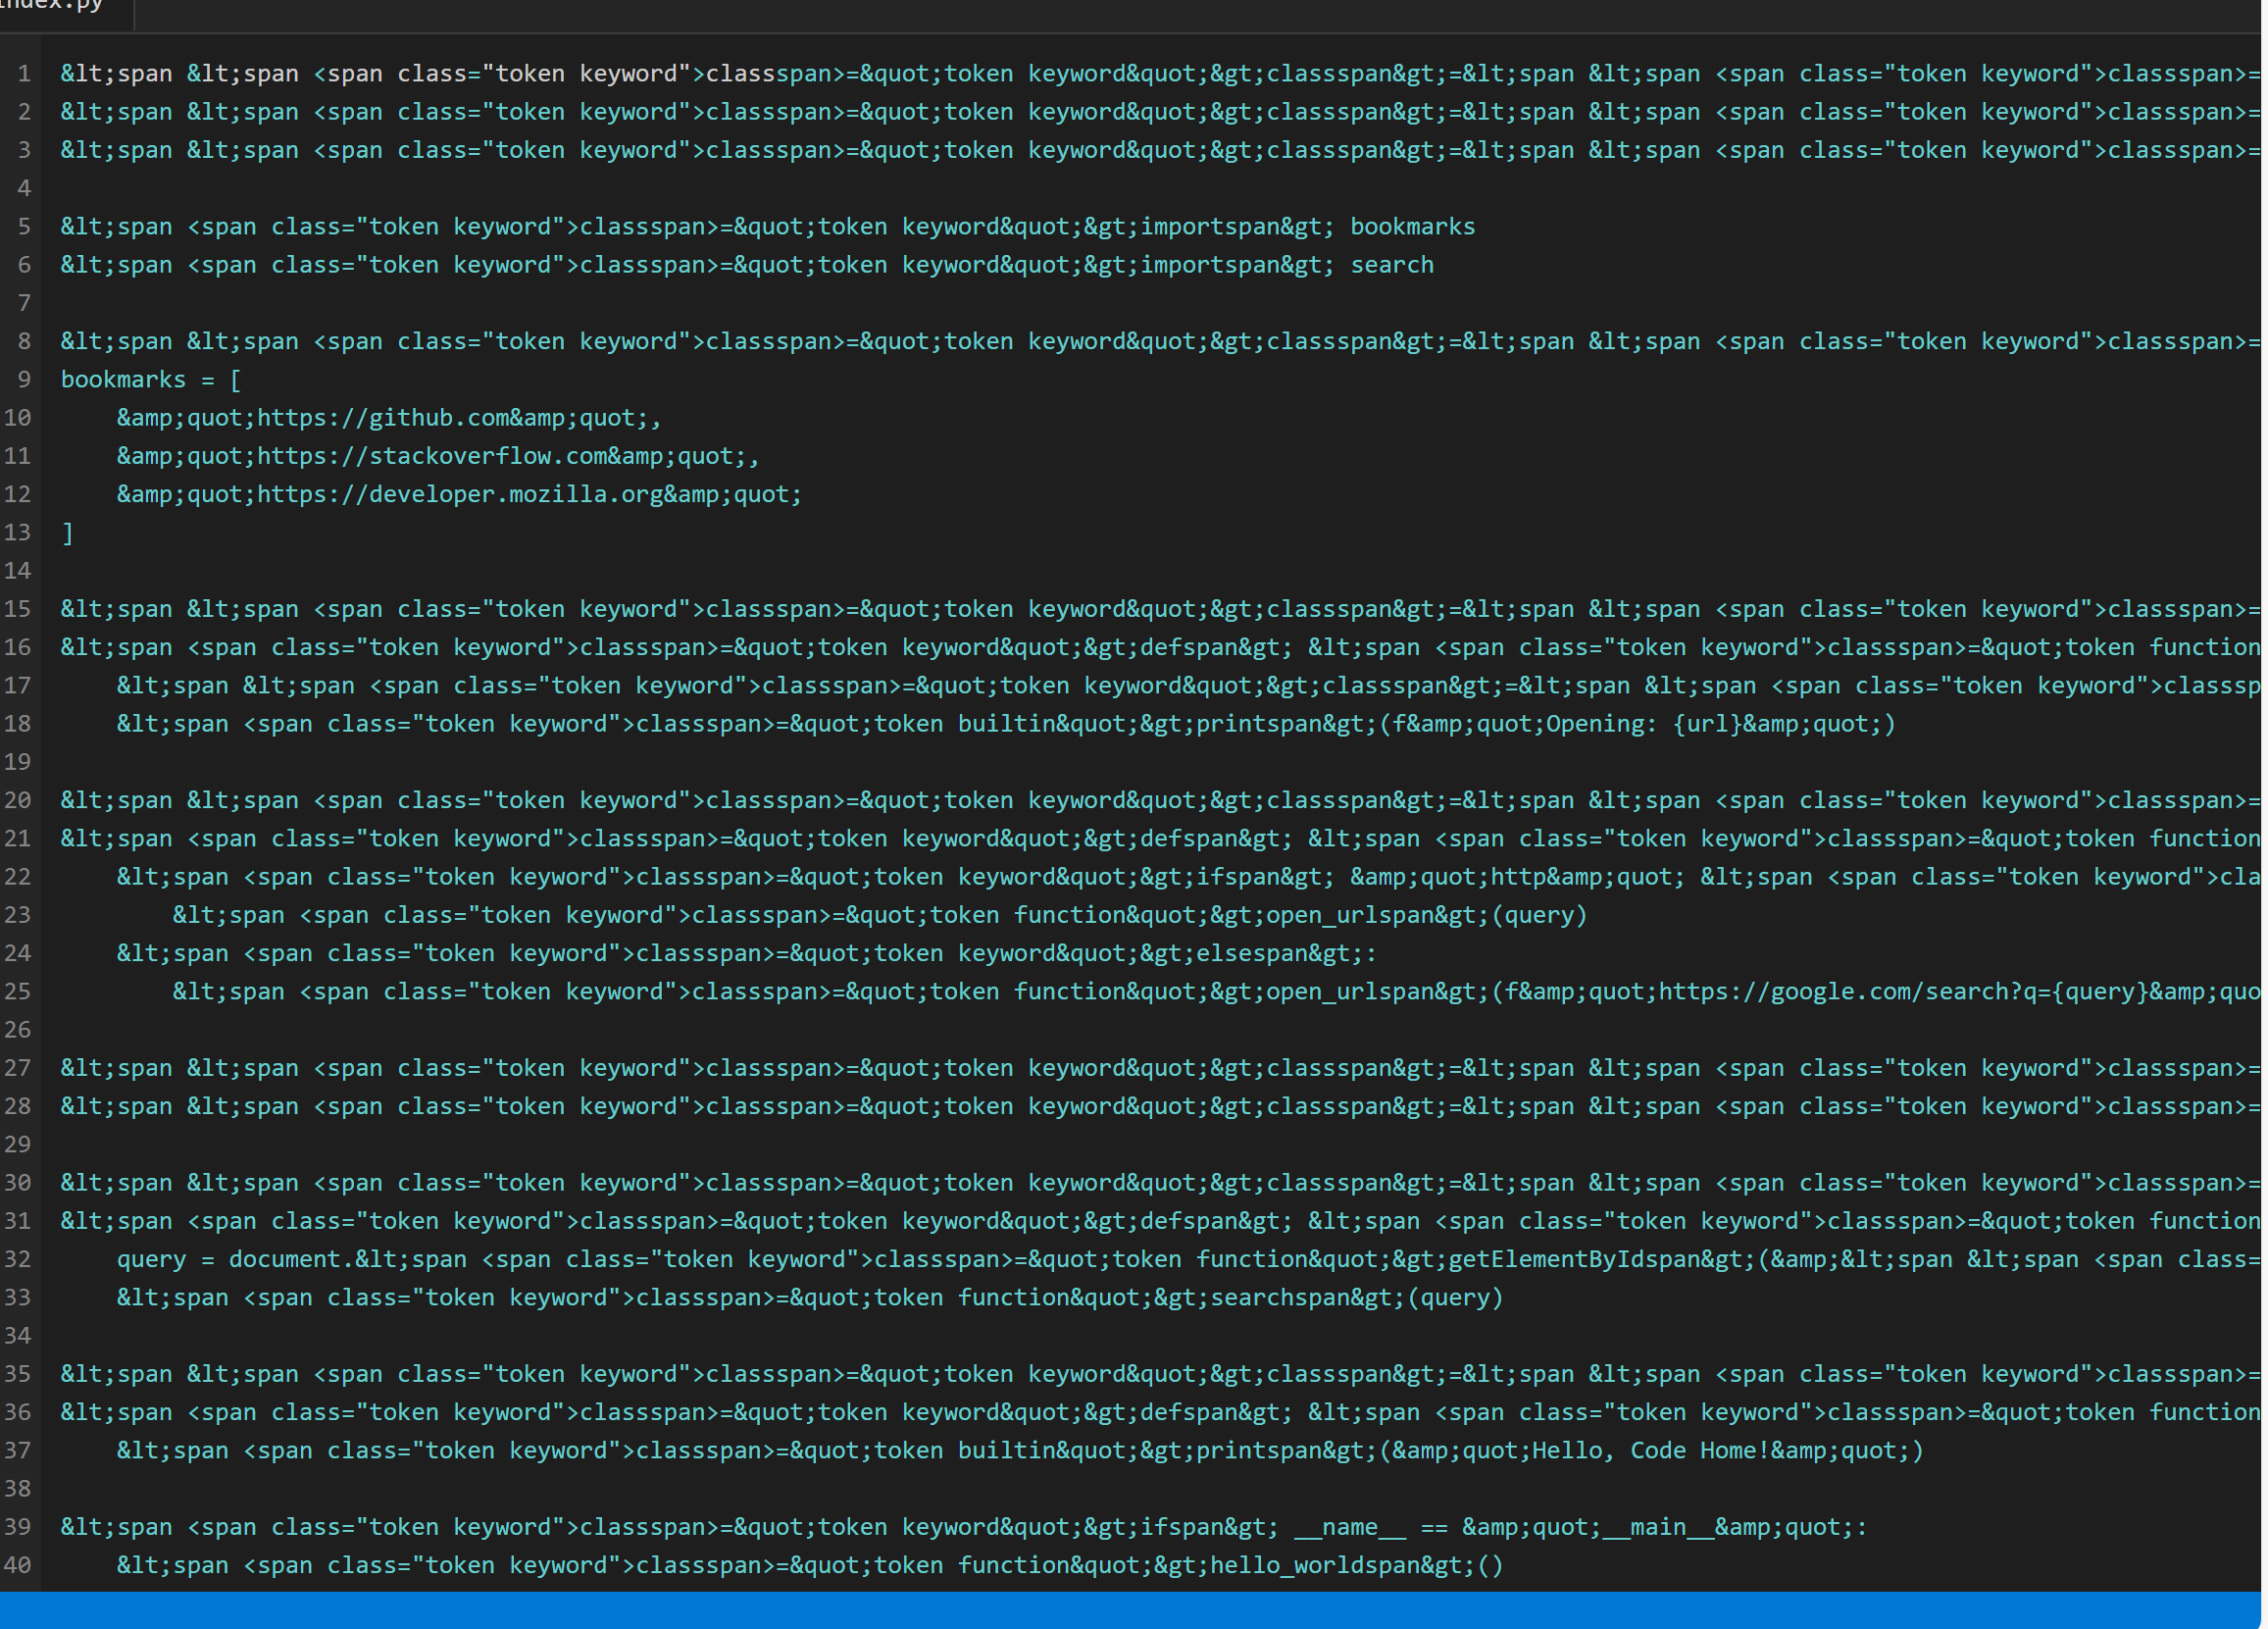 index.py
1 &lt;span &lt;span <span class="token keyword">classspan>=&quot;token keyword&quot;&gt;classspan&gt;=&lt;span &lt;span <span class="token keyword">classspan>=
2 &lt;span &lt;span <span class="token keyword">classspan>=&quot;token keyword&quot;&gt;classspan&gt;=&lt;span &lt;span <span class="token keyword">classspan>=
3 &lt;span &lt;span <span class="token keyword">classspan>=&quot;token keyword&quot;&gt;classspan&gt;=&lt;span &lt;span <span class="token keyword">classspan>=
4
5 &lt;span <span class="token keyword">classspan>=&quot;token keyword&quot;&gt;importspan&gt; bookmarks
6 &lt;span <span class="token keyword">classspan>=&quot;token keyword&quot;&gt;importspan&gt; search
7
8 &lt;span &lt;span <span class="token keyword">classspan>=&quot;token keyword&quot;&gt;classspan&gt;=&lt;span &lt;span <span class="token keyword">classspan>=
9 bookmarks = [
10     &amp;quot;https://github.com&amp;quot;,
11     &amp;quot;https://stackoverflow.com&amp;quot;,
12     &amp;quot;https://developer.mozilla.org&amp;quot;
13 ]
14
15 &lt;span &lt;span <span class="token keyword">classspan>=&quot;token keyword&quot;&gt;classspan&gt;=&lt;span &lt;span <span class="token keyword">classspan>=
16 &lt;span <span class="token keyword">classspan>=&quot;token keyword&quot;&gt;defspan&gt; &lt;span <span class="token keyword">classspan>=&quot;token function
17     &lt;span &lt;span <span class="token keyword">classspan>=&quot;token keyword&quot;&gt;classspan&gt;=&lt;span &lt;span <span class="token keyword">classsp
18     &lt;span <span class="token keyword">classspan>=&quot;token builtin&quot;&gt;printspan&gt;(f&amp;quot;Opening: {url}&amp;quot;)
19
20 &lt;span &lt;span <span class="token keyword">classspan>=&quot;token keyword&quot;&gt;classspan&gt;=&lt;span &lt;span <span class="token keyword">classspan>=
21 &lt;span <span class="token keyword">classspan>=&quot;token keyword&quot;&gt;defspan&gt; &lt;span <span class="token keyword">classspan>=&quot;token function
22     &lt;span <span class="token keyword">classspan>=&quot;token keyword&quot;&gt;ifspan&gt; &amp;quot;http&amp;quot; &lt;span <span class="token keyword">cla
23         &lt;span <span class="token keyword">classspan>=&quot;token function&quot;&gt;open_urlspan&gt;(query)
24     &lt;span <span class="token keyword">classspan>=&quot;token keyword&quot;&gt;elsespan&gt;:
25         &lt;span <span class="token keyword">classspan>=&quot;token function&quot;&gt;open_urlspan&gt;(f&amp;quot;https://google.com/search?q={query}&amp;quo
26
27 &lt;span &lt;span <span class="token keyword">classspan>=&quot;token keyword&quot;&gt;classspan&gt;=&lt;span &lt;span <span class="token keyword">classspan>=
28 &lt;span &lt;span <span class="token keyword">classspan>=&quot;token keyword&quot;&gt;classspan&gt;=&lt;span &lt;span <span class="token keyword">classspan>=
29
30 &lt;span &lt;span <span class="token keyword">classspan>=&quot;token keyword&quot;&gt;classspan&gt;=&lt;span &lt;span <span class="token keyword">classspan>=
31 &lt;span <span class="token keyword">classspan>=&quot;token keyword&quot;&gt;defspan&gt; &lt;span <span class="token keyword">classspan>=&quot;token function
32     query = document.&lt;span <span class="token keyword">classspan>=&quot;token function&quot;&gt;getElementByIdspan&gt;(&amp;&lt;span &lt;span <span class=
33     &lt;span <span class="token keyword">classspan>=&quot;token function&quot;&gt;searchspan&gt;(query)
34
35 &lt;span &lt;span <span class="token keyword">classspan>=&quot;token keyword&quot;&gt;classspan&gt;=&lt;span &lt;span <span class="token keyword">classspan>=
36 &lt;span <span class="token keyword">classspan>=&quot;token keyword&quot;&gt;defspan&gt; &lt;span <span class="token keyword">classspan>=&quot;token function
37     &lt;span <span class="token keyword">classspan>=&quot;token builtin&quot;&gt;printspan&gt;(&amp;quot;Hello, Code Home!&amp;quot;)
38
39 &lt;span <span class="token keyword">classspan>=&quot;token keyword&quot;&gt;ifspan&gt; __name__ == &amp;quot;__main__&amp;quot;:
40     &lt;span <span class="token keyword">classspan>=&quot;token function&quot;&gt;hello_worldspan&gt;()